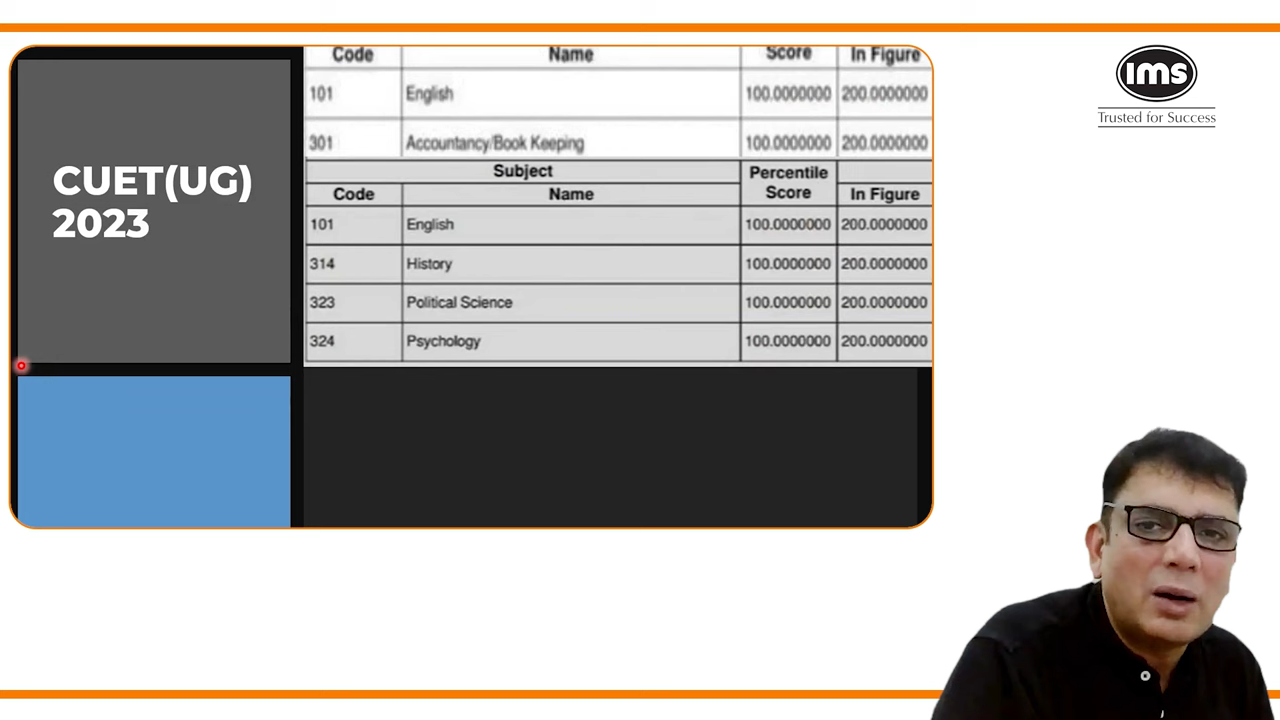 ims
Trusted for Success
CUET(UG)
2023
Code Name Score In Figure
101 English 100.0000000 200.0000000
301 Accountancy/Book Keeping 100.0000000 200.0000000
Subject Percentile
Code Name Score In Figure
101 English 100.0000000 200.0000000
314 History 100.0000000 200.0000000
323 Political Science 100.0000000 200.0000000
324 Psychology 100.0000000 200.0000000